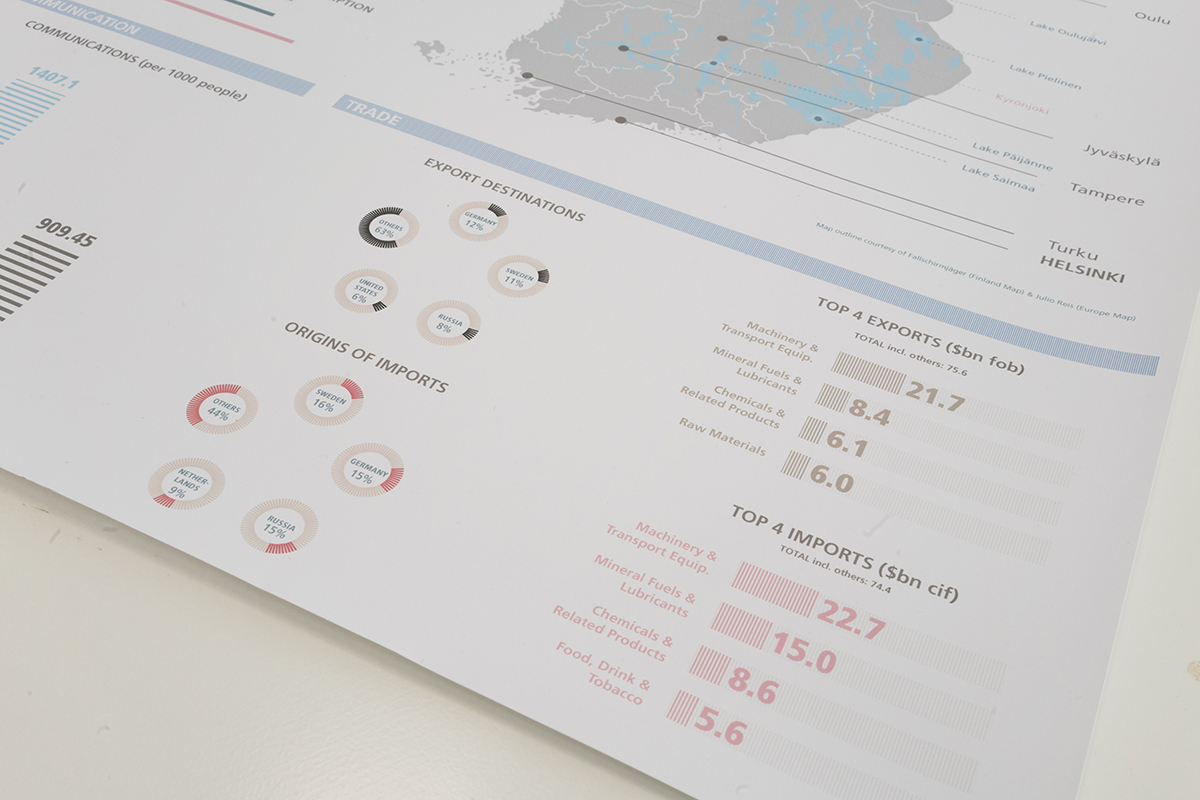 COMMUNICATIONS (per 1000 people)
1407.1
909.45
Oulu
Lake Oulujärvi
Lake Pielinen
Kyrönjoki
Jyväskylä
Lake Päijänne
Tampere
Lake Saimaa
Turku
HELSINKI
Map outline courtesy of Fallschirmjäger (Finland Map) & Julio Reis (Europe Map)
TRADE
EXPORT DESTINATIONS
OTHERS
63%
GERMANY
12%
SWEDEN
11%
UNITED
STATES
6%
RUSSIA
8%
ORIGINS OF IMPORTS
OTHERS
44%
SWEDEN
16%
GERMANY
15%
NETHER-
LANDS
9%
RUSSIA
15%
TOP 4 EXPORTS ($bn fob)
TOTAL incl. others: 75.6
Machinery &
Transport Equip.
21.7
Mineral Fuels &
Lubricants
8.4
Chemicals &
Related Products
6.1
Raw Materials
6.0
TOP 4 IMPORTS ($bn cif)
TOTAL incl. others: 74.4
Machinery &
Transport Equip.
22.7
Mineral Fuels &
Lubricants
15.0
Chemicals &
Related Products
8.6
Food, Drink &
Tobacco
5.6